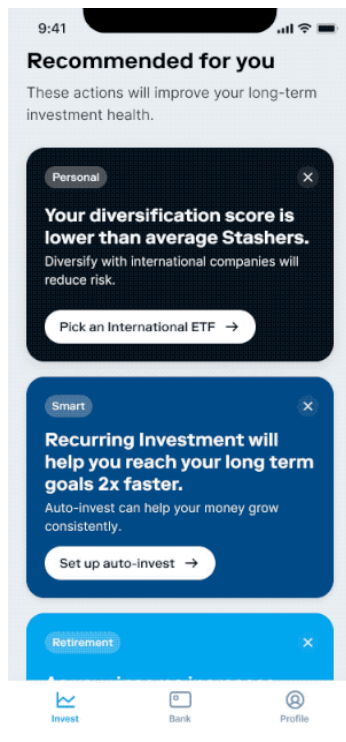 9:41
Recommended for you
These actions will improve your long-term
investment health.
Personal
Your diversification score is
lower than average Stashers.
Diversify with international companies will
reduce risk.
Pick an International ETF →
Smart
Recurring Investment will
help you reach your long term
goals 2x faster.
Auto-invest can help your money grow
consistently.
Set up auto-invest →
Retirement
Invest
Bank
Profile